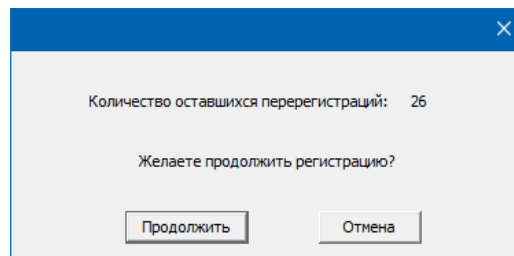 Количество оставшихся перерегистраций: 26
Желаете продолжить регистрацию?
Продолжить Отмена